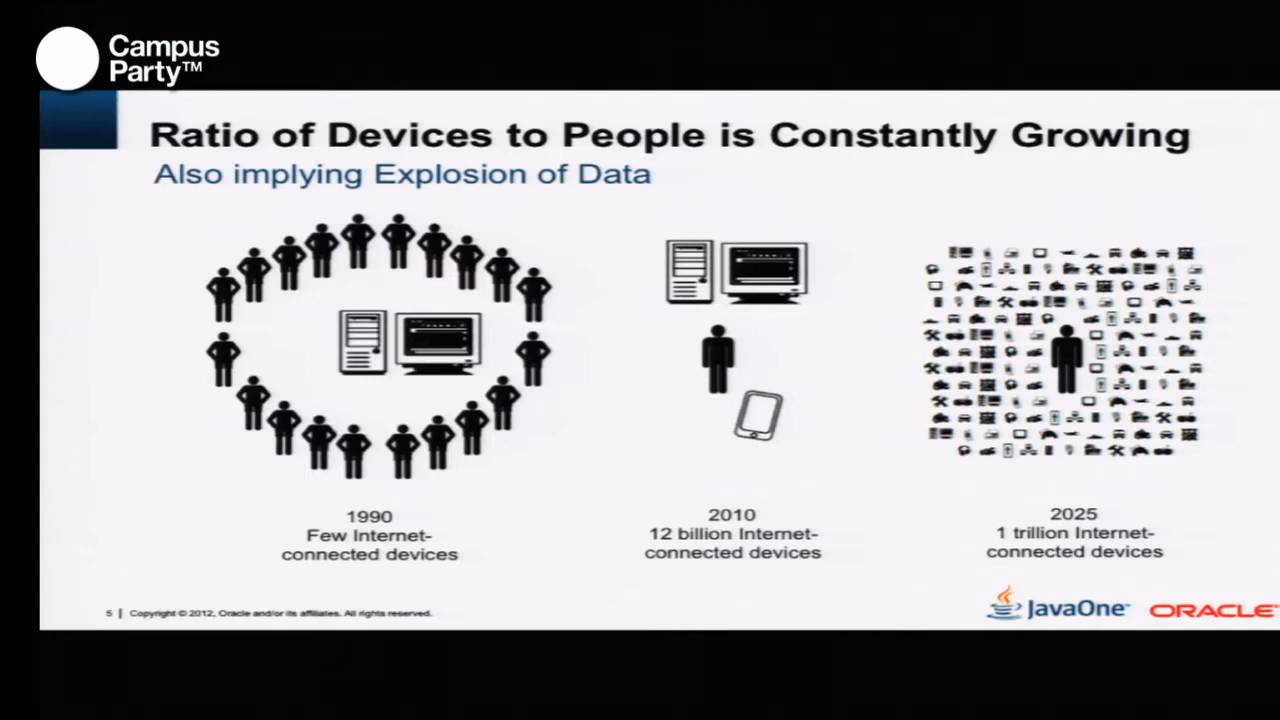 Campus
Party™
Ratio of Devices to People is Constantly Growing
Also implying Explosion of Data
1990
Few Internet-
connected devices
2010
12 billion Internet-
connected devices
2025
1 trillion Internet-
connected devices
5 | Copyright © 2012, Oracle and/or its affiliates. All rights reserved.
JavaOne™
ORACLE